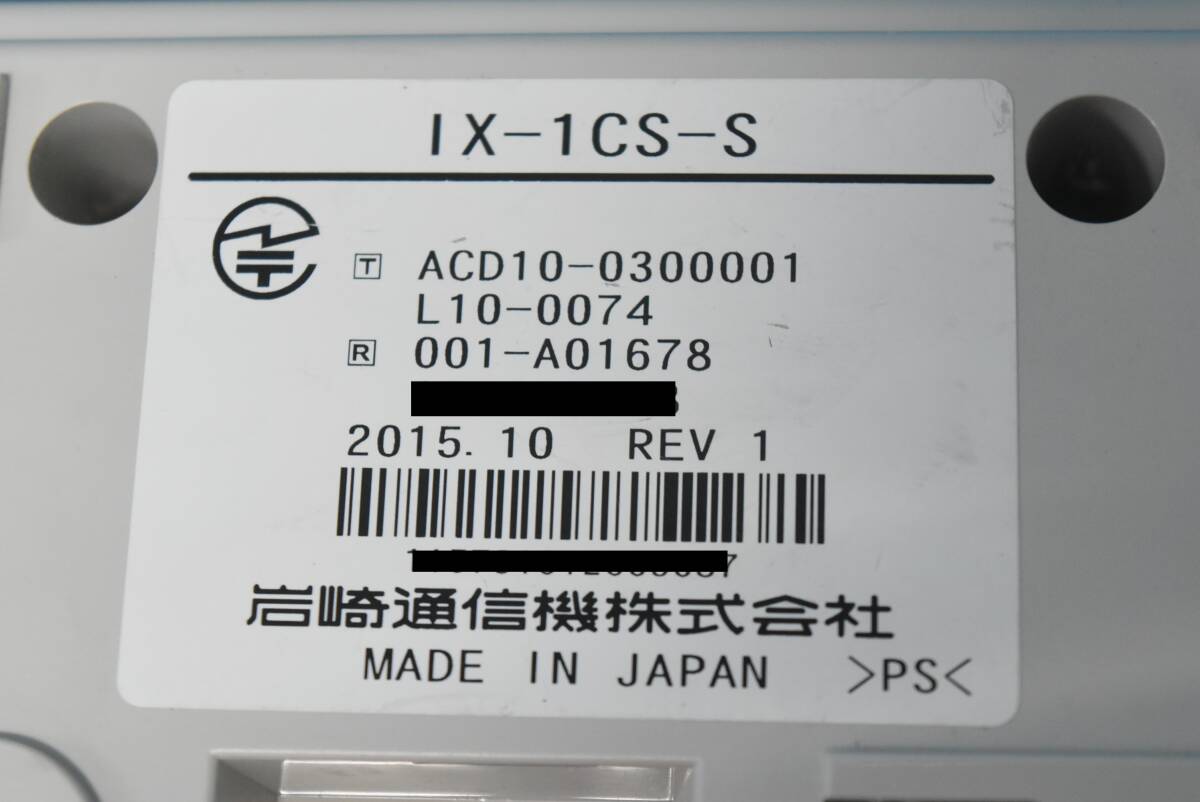 IX-1CS-S
T ACD10-0300001
L10-0074
R 001-A01678
2015.10 REV 1
岩崎通信機株式会社
MADE IN JAPAN >PS<